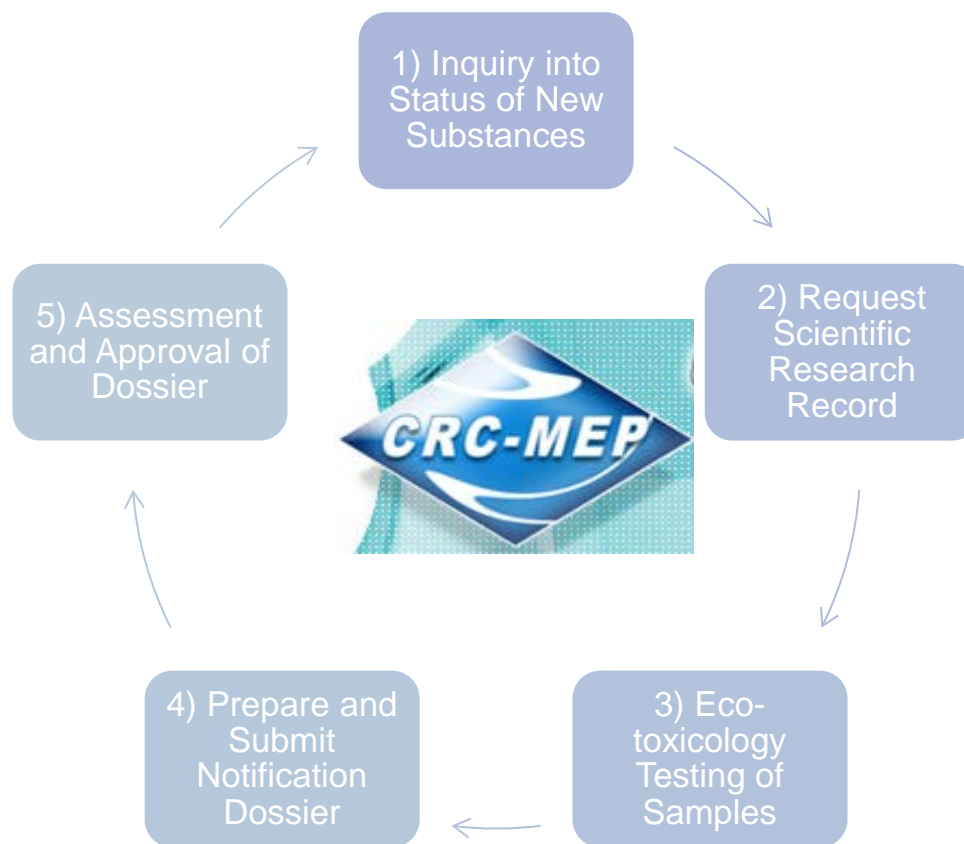 1) Inquiry into
Status of New
Substances
2) Request
Scientific
Research
Record
3) Eco-
toxicology
Testing of
Samples
4) Prepare and
Submit
Notification
Dossier
5) Assessment
and Approval of
Dossier
CRC-MEP